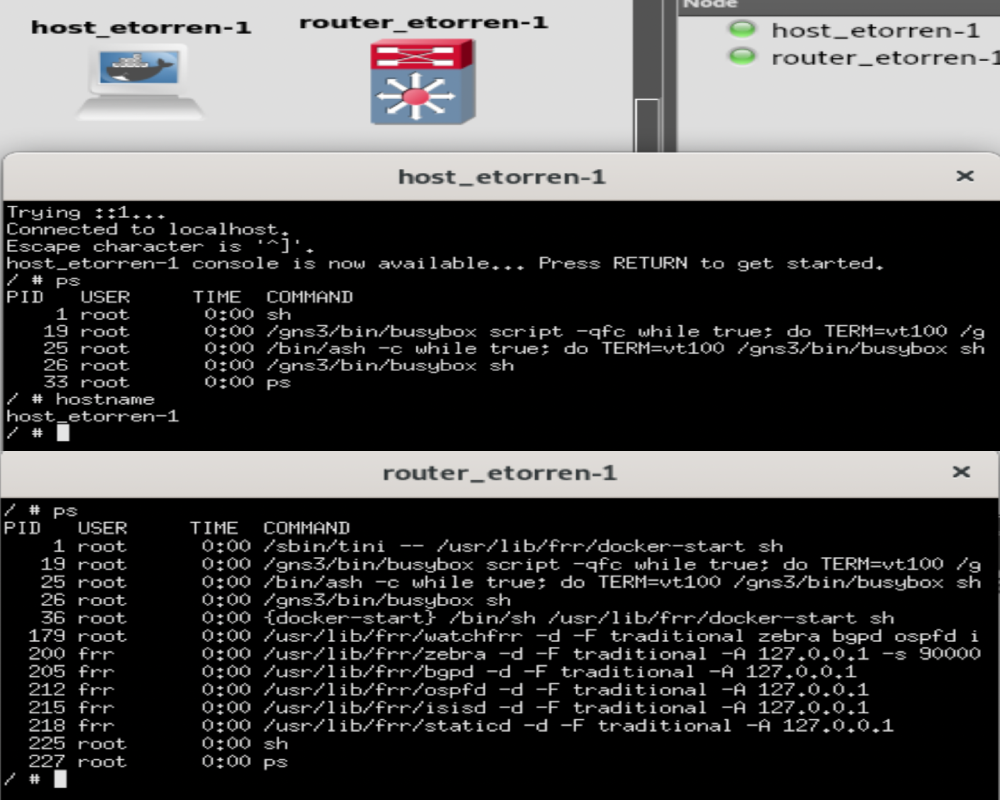 host_etorren-1
router_etorren-1
Node
host_etorren-1
router_etorren-1
host_etorren-1
×
Trying ::1...
Connected to localhost.
Escape character is '^]'.
host_etorren-1 console is now available... Press RETURN to get started.
/ # ps
PID   USER     TIME  COMMAND
    1 root      0:00 sh
   19 root      0:00 /gns3/bin/busybox script -qfc while true; do TERM=vt100 /g
   25 root      0:00 /bin/ash -c while true; do TERM=vt100 /gns3/bin/busybox sh
   26 root      0:00 /gns3/bin/busybox sh
   33 root      0:00 ps
/ # hostname
host_etorren-1
/ #
router_etorren-1
×
/ # ps
PID   USER     TIME  COMMAND
    1 root      0:00 /sbin/tini -- /usr/lib/frr/docker-start sh
   19 root      0:00 /gns3/bin/busybox script -qfc while true; do TERM=vt100 /g
   25 root      0:00 /bin/ash -c while true; do TERM=vt100 /gns3/bin/busybox sh
   26 root      0:00 /gns3/bin/busybox sh
   36 root      0:00 {docker-start} /bin/sh /usr/lib/frr/docker-start sh
  179 root      0:00 /usr/lib/frr/watchfrr -d -F traditional zebra bgpd ospfd i
  200 frr       0:00 /usr/lib/frr/zebra -d -F traditional -A 127.0.0.1 -s 90000
  205 frr       0:00 /usr/lib/frr/bgpd -d -F traditional -A 127.0.0.1
  212 frr       0:00 /usr/lib/frr/ospfd -d -F traditional -A 127.0.0.1
  215 frr       0:00 /usr/lib/frr/isisd -d -F traditional -A 127.0.0.1
  218 frr       0:00 /usr/lib/frr/staticd -d -F traditional -A 127.0.0.1
  225 root      0:00 sh
  227 root      0:00 ps
/ #